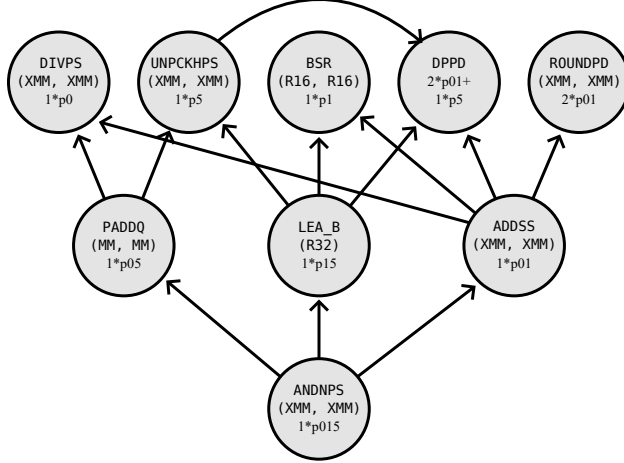 DIVPS
(XMM, XMM)
1*p0
UNPCKHPS
(XMM, XMM)
1*p5
BSR
(R16, R16)
1*p1
DPPD
2*p01+
1*p5
ROUNDPD
(XMM, XMM)
2*p01
PADDQ
(MM, MM)
1*p05
LEA_B
(R32)
1*p15
ADDSS
(XMM, XMM)
1*p01
ANDNPS
(XMM, XMM)
1*p015